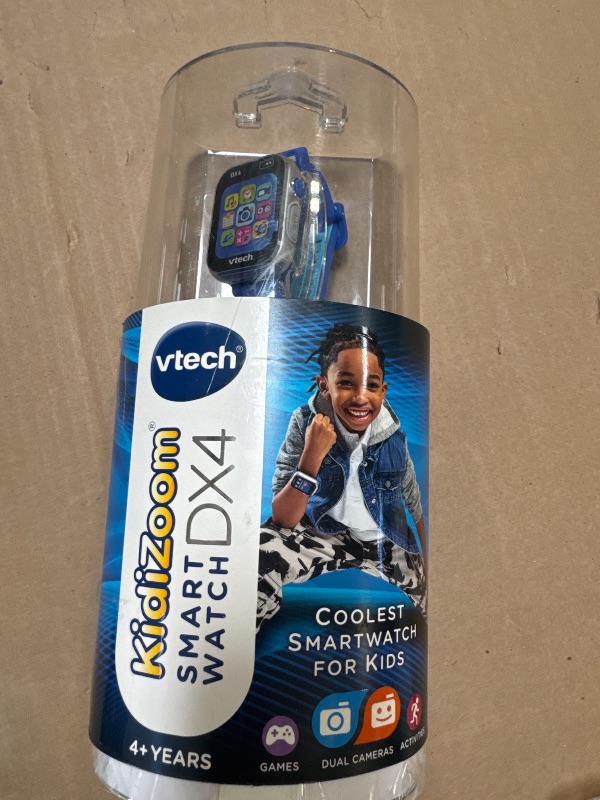 DX4
vtech
vtech®
KidiZoom®
SMART
WATCH
DX4
COOLEST
SMARTWATCH
FOR KIDS
4+ YEARS
GAMES
DUAL CAMERAS